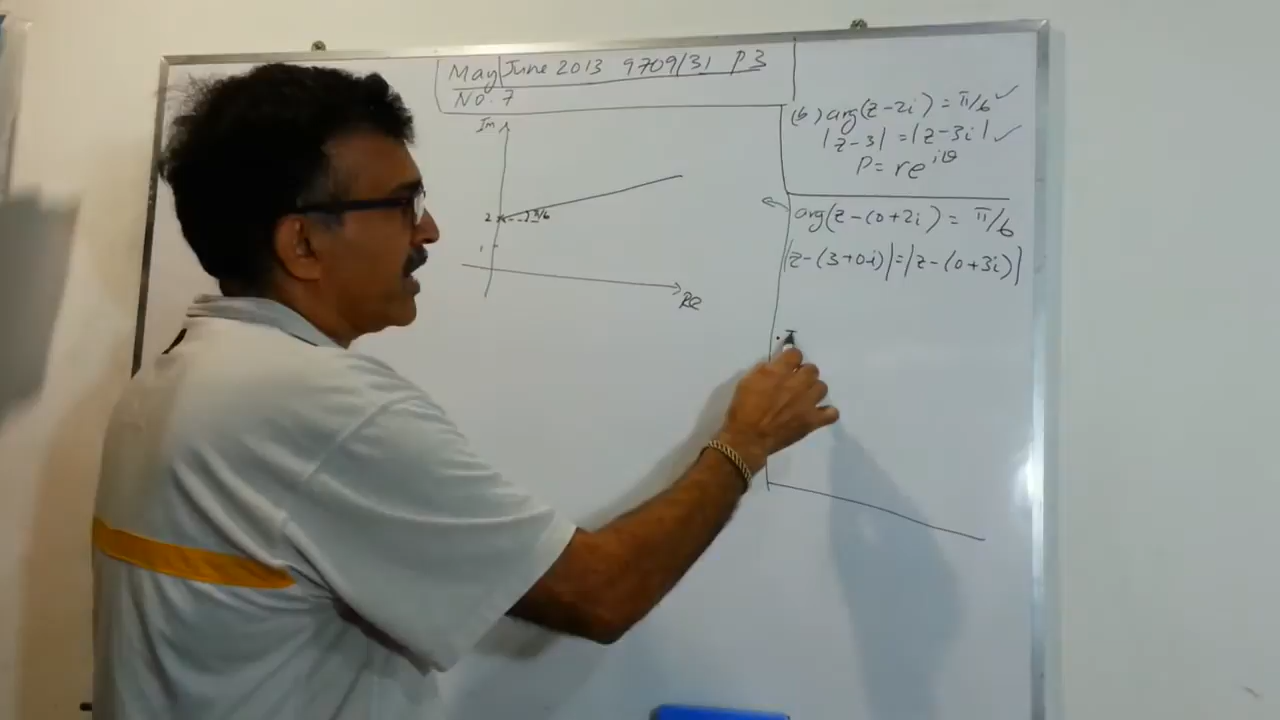 May/June 2013 9709/31 P3
No. 7
(b) arg(z-2i) = π/6 ✓
|z-3| = |z-3i| ✓
P = re^{iθ}
arg(z-(0+2i) = π/6
|z-(3+0i)|=|z-(0+3i)|
Im
2 π/6
1
Re